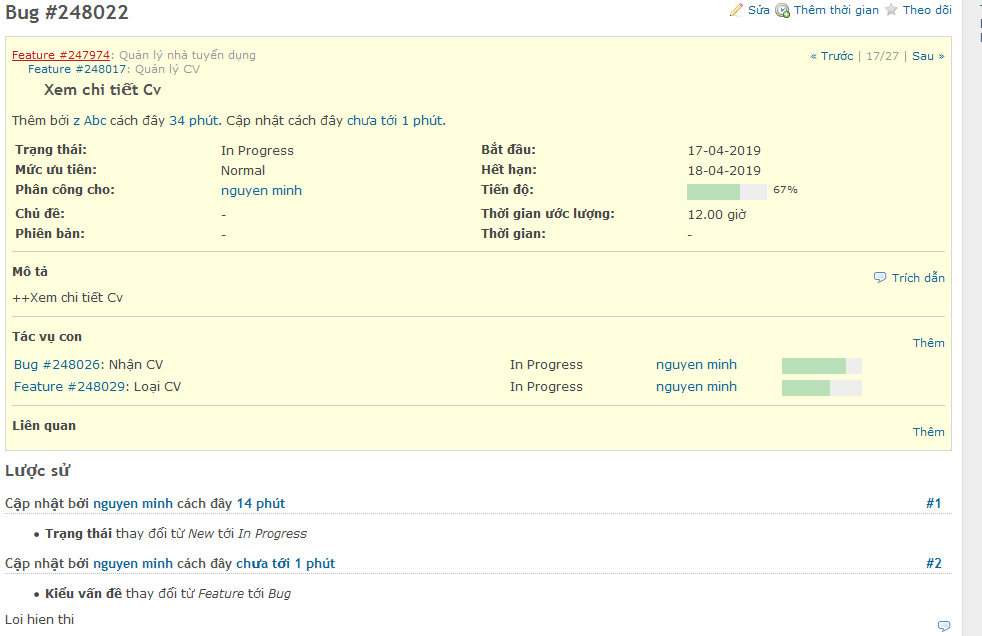 Bug #248022
Sửa Thêm thời gian Theo dõi
Feature #247974: Quản lý nhà tuyển dụng
« Trước | 17/27 | Sau »
Feature #248017: Quản lý CV
Xem chi tiết Cv
Thêm bởi z Abc cách đây 34 phút. Cập nhật cách đây chưa tới 1 phút.
Trạng thái: In Progress Bắt đầu: 17-04-2019
Mức ưu tiên: Normal Hết hạn: 18-04-2019
Phân công cho: nguyen minh Tiến độ: 67%
Chủ đề: - Thời gian ước lượng: 12.00 giờ
Phiên bản: - Thời gian: -
Mô tả
Trích dẫn
++Xem chi tiết Cv
Tác vụ con
Thêm
Bug #248026: Nhận CV In Progress nguyen minh
Feature #248029: Loại CV In Progress nguyen minh
Liên quan
Thêm
Lược sử
Cập nhật bởi nguyen minh cách đây 14 phút #1
• Trạng thái thay đổi từ New tới In Progress
Cập nhật bởi nguyen minh cách đây chưa tới 1 phút #2
• Kiểu vấn đề thay đổi từ Feature tới Bug
Loi hien thi